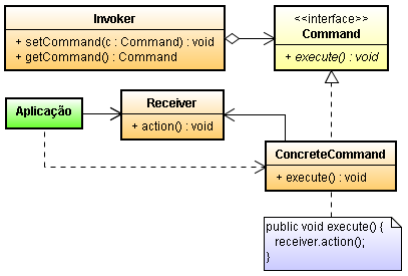 Invoker
+ setCommand(c : Command) : void
+ getCommand() : Command
<<interface>>
Command
+ execute() : void
Aplicação
Receiver
+ action() : void
ConcreteCommand
+ execute() : void
public void execute() {
receiver.action();
}